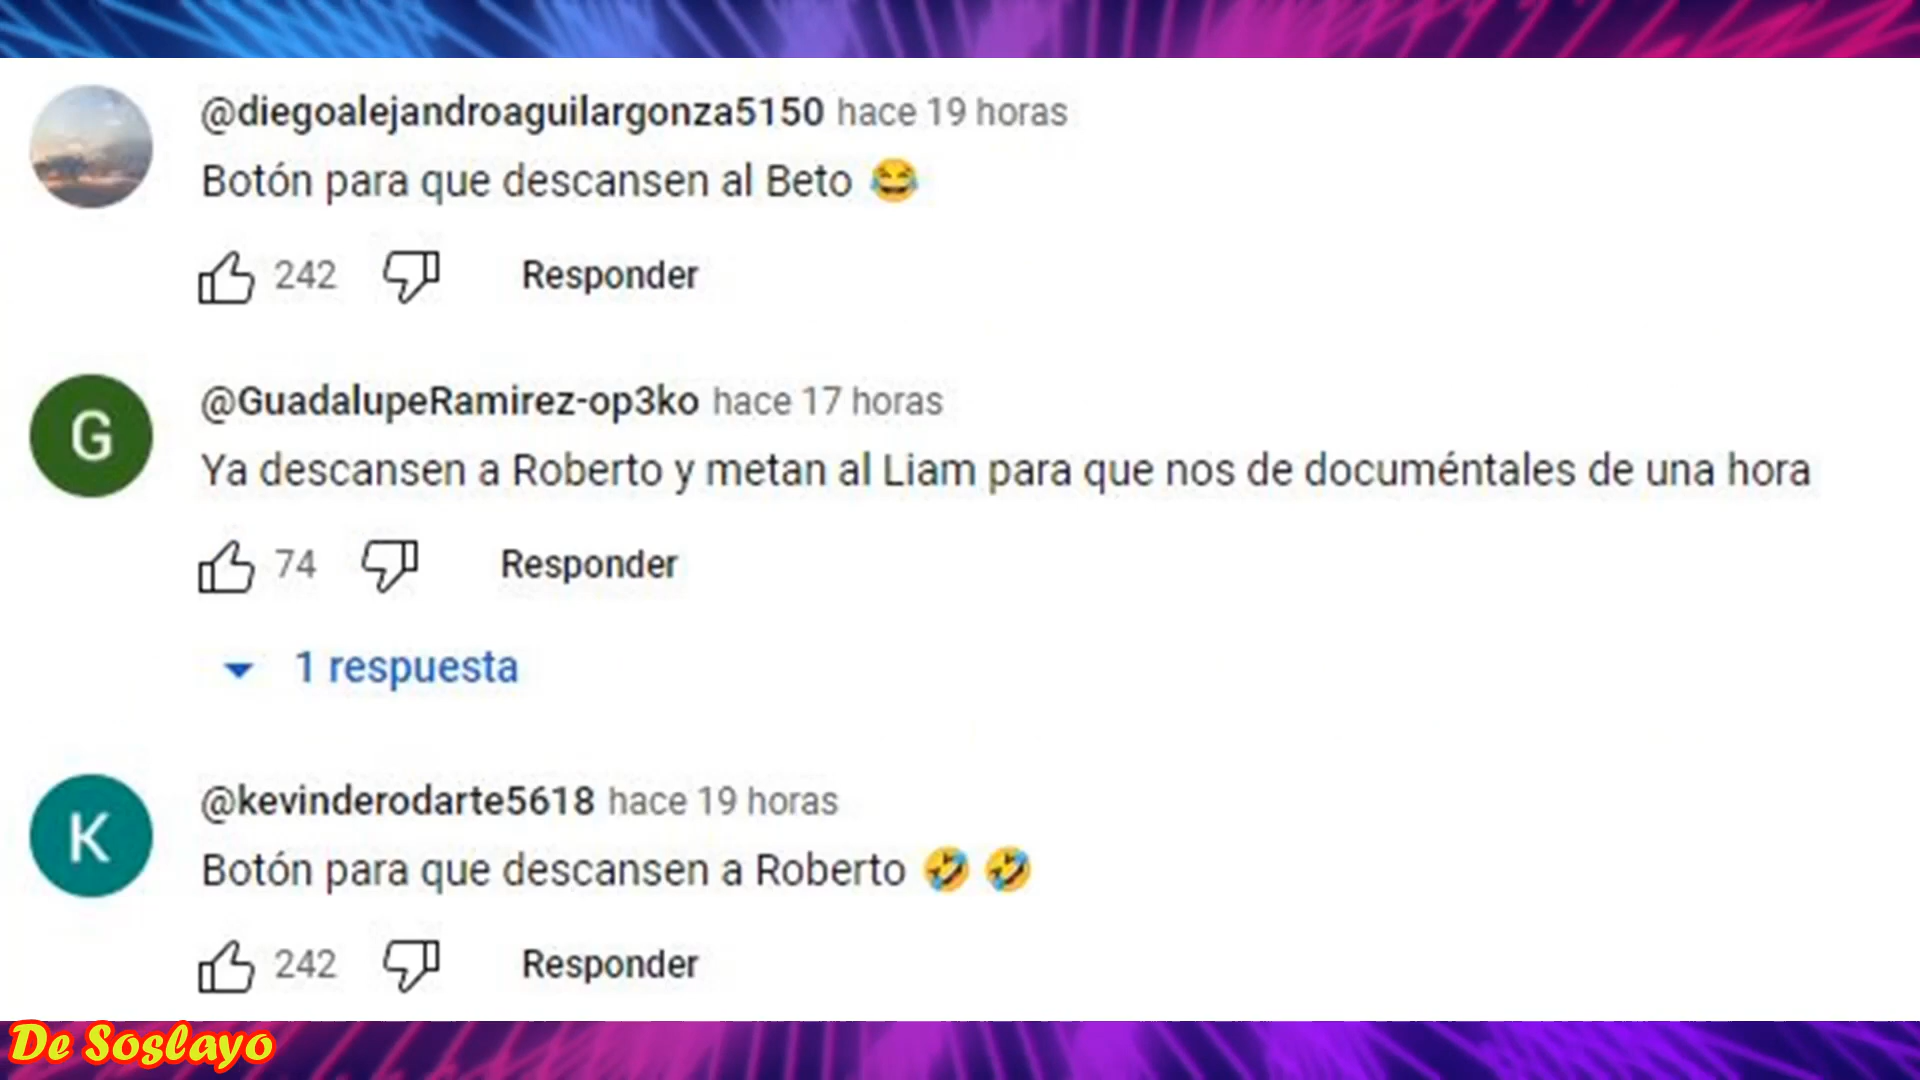 @diegoalejandroaguilargonza5150 hace 19 horas
Botón para que descansen al Beto 😂
242 Responder
G
@GuadalupeRamirez-op3ko hace 17 horas
Ya descansen a Roberto y metan al Liam para que nos de documéntales de una hora
74 Responder
1 respuesta
K
@kevinderodarte5618 hace 19 horas
Botón para que descansen a Roberto 🤣 🤣
242 Responder
De Soslayo